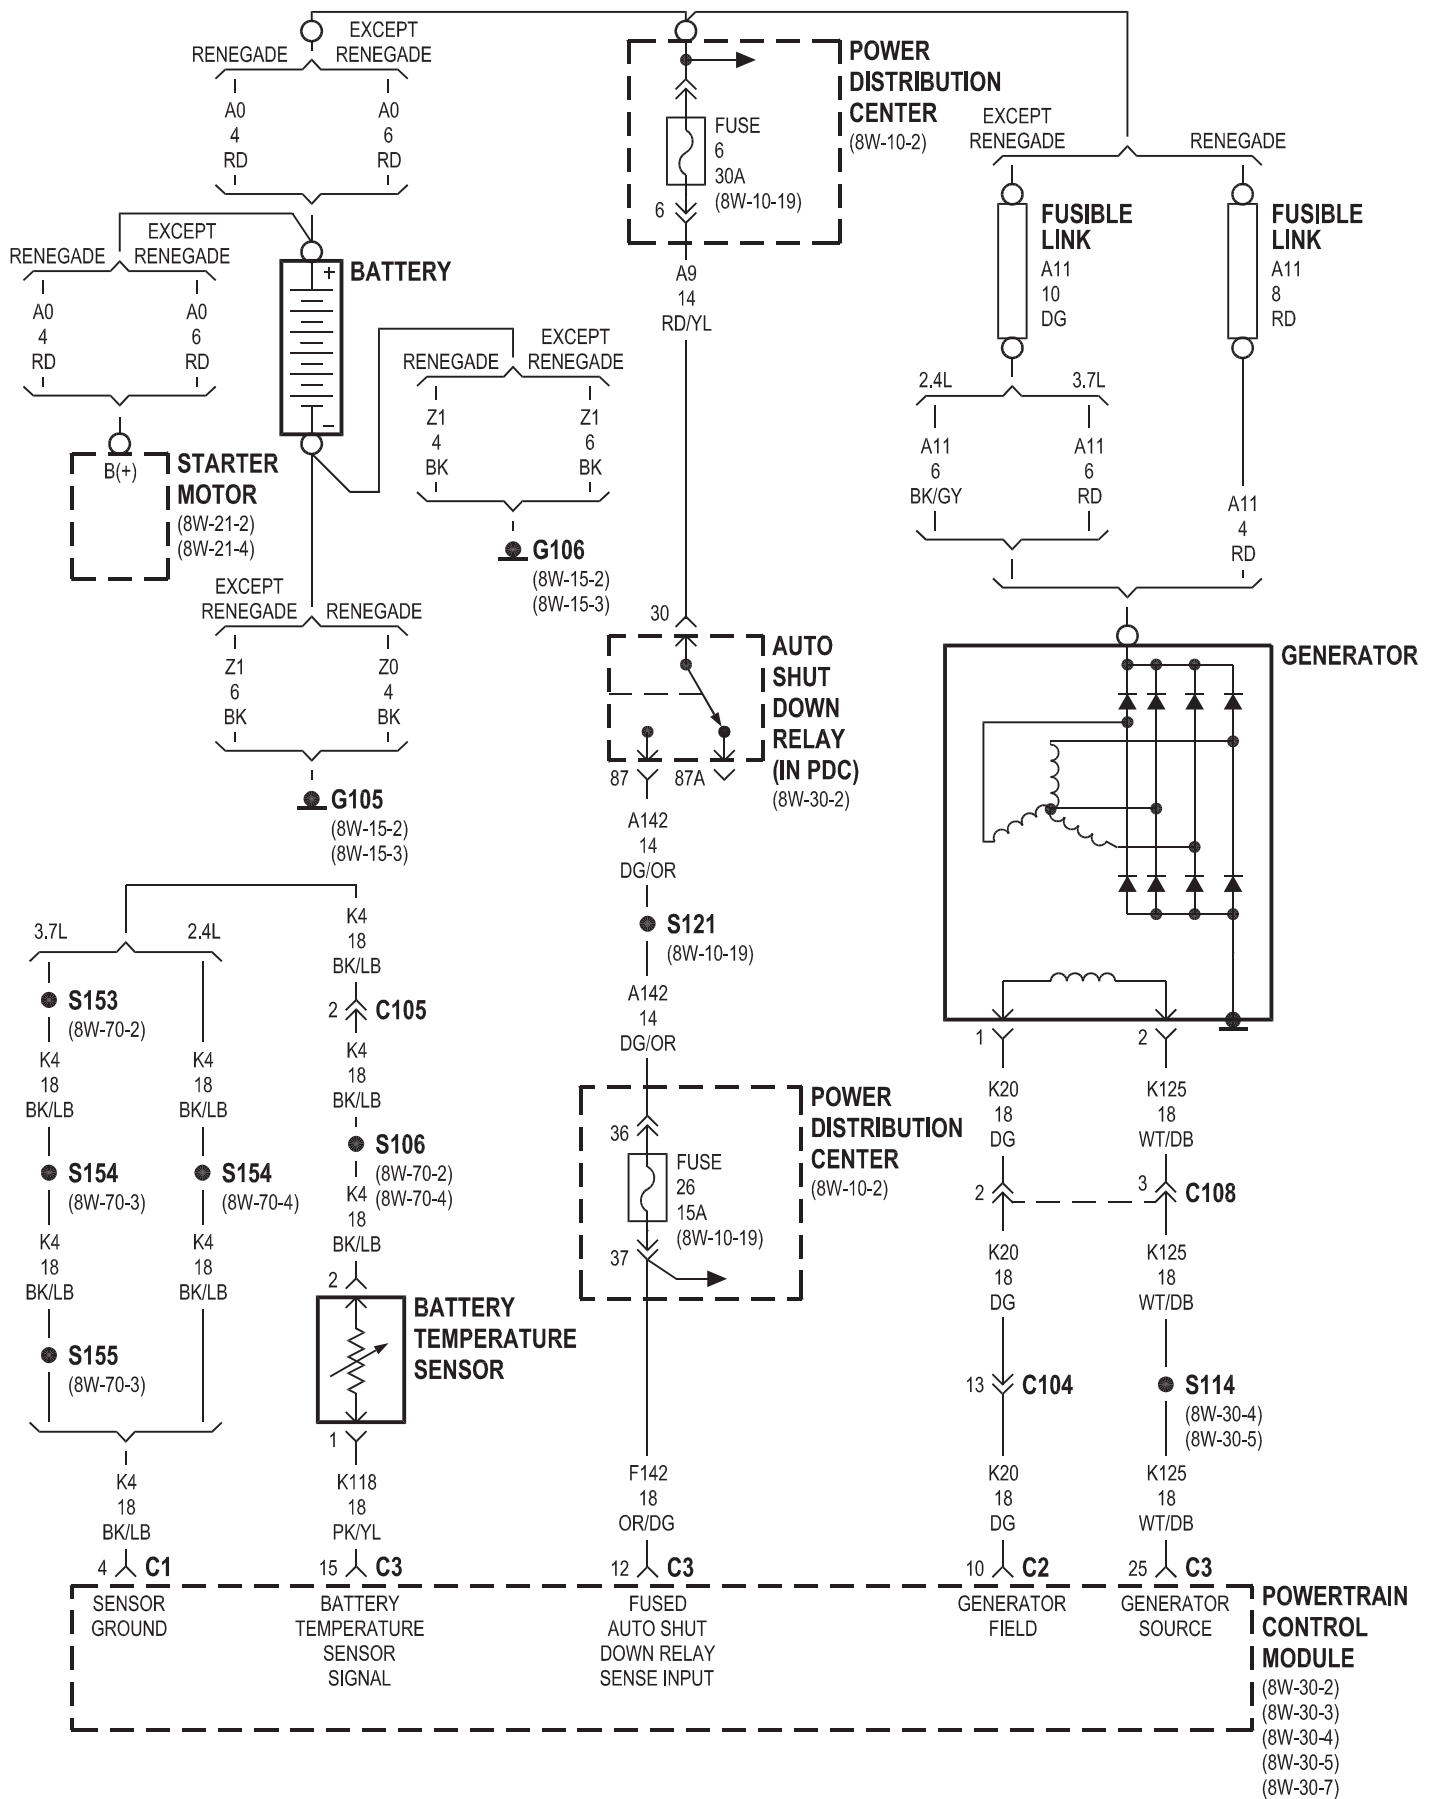 RENEGADE
EXCEPT
RENEGADE
A0
4
RD
A0
6
RD
POWER
DISTRIBUTION
CENTER
(8W-10-2)
FUSE
6
30A
(8W-10-19)
6
A9
14
RD/YL
EXCEPT
RENEGADE
RENEGADE
FUSIBLE
LINK
A11
10
DG
FUSIBLE
LINK
A11
8
RD
2.4L
3.7L
A11
6
BK/GY
A11
6
RD
A11
4
RD
RENEGADE
EXCEPT
RENEGADE
A0
4
RD
A0
6
RD
+
BATTERY
–
B(+)
STARTER
MOTOR
(8W-21-2)
(8W-21-4)
RENEGADE
EXCEPT
RENEGADE
Z1
4
BK
Z1
6
BK
G106
(8W-15-2)
(8W-15-3)
EXCEPT
RENEGADE
RENEGADE
Z1
6
BK
Z0
4
BK
G105
(8W-15-2)
(8W-15-3)
30
AUTO
SHUT
DOWN
RELAY
(IN PDC)
(8W-30-2)
87
87A
A142
14
DG/OR
S121
(8W-10-19)
A142
14
DG/OR
GENERATOR
1
2
3.7L
2.4L
S153
(8W-70-2)
K4
18
BK/LB
K4
18
BK/LB
S154
(8W-70-3)
S154
(8W-70-4)
K4
18
BK/LB
K4
18
BK/LB
S155
(8W-70-3)
K4
18
BK/LB
4
C1
K4
18
BK/LB
2
C105
K4
18
BK/LB
S106
(8W-70-2)
(8W-70-4)
K4
18
BK/LB
2
BATTERY
TEMPERATURE
SENSOR
1
K118
18
PK/YL
15
C3
POWER
DISTRIBUTION
CENTER
(8W-10-2)
36
FUSE
26
15A
(8W-10-19)
37
F142
18
OR/DG
12
C3
K20
18
DG
K125
18
WT/DB
2
3
C108
K20
18
DG
K125
18
WT/DB
13
C104
S114
(8W-30-4)
(8W-30-5)
K20
18
DG
K125
18
WT/DB
10
C2
25
C3
SENSOR
GROUND
BATTERY
TEMPERATURE
SENSOR
SIGNAL
FUSED
AUTO SHUT
DOWN RELAY
SENSE INPUT
GENERATOR
FIELD
GENERATOR
SOURCE
POWERTRAIN
CONTROL
MODULE
(8W-30-2)
(8W-30-3)
(8W-30-4)
(8W-30-5)
(8W-30-7)